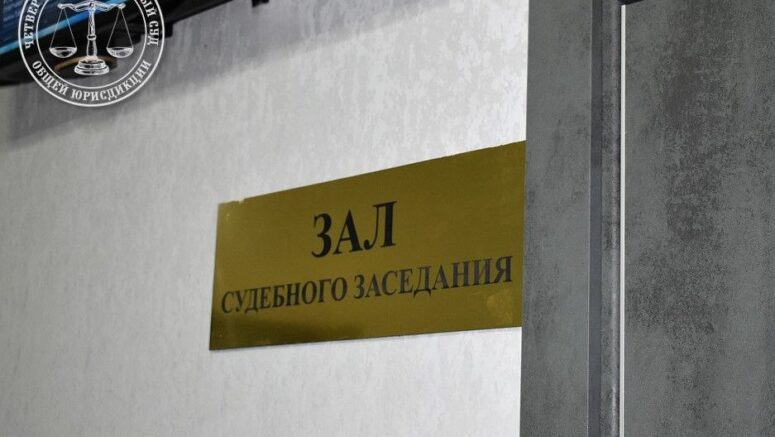 ОБЩЕЙ ЮРИСДИКЦИИ
ЗАЛ
СУДЕБНОГО ЗАСЕДАНИЯ